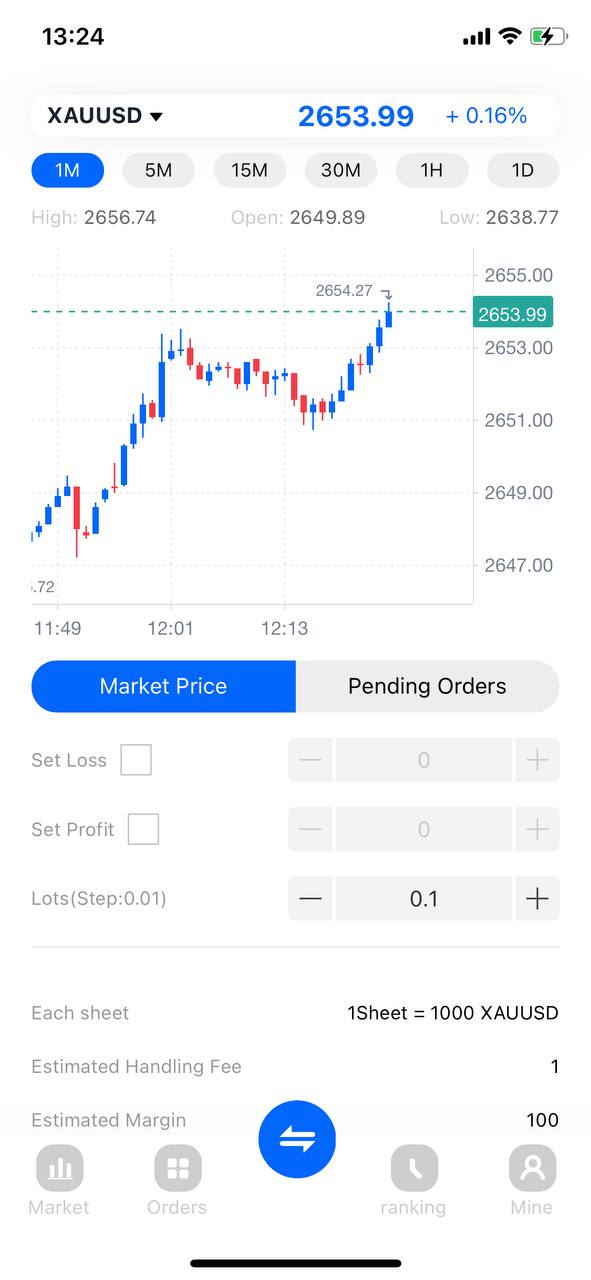 13:24
XAUUSD 2653.99 + 0.16%
1M 5M 15M 30M 1H 1D
High: 2656.74 Open: 2649.89 Low: 2638.77
2655.00
2654.27
2653.99
2653.00
2651.00
2649.00
2647.00
.72
11:49 12:01 12:13
Market Price Pending Orders
Set Loss 0
Set Profit 0
Lots(Step:0.01) 0.1
Each sheet 1Sheet = 1000 XAUUSD
Estimated Handling Fee 1
Estimated Margin 100
Market Orders ranking Mine